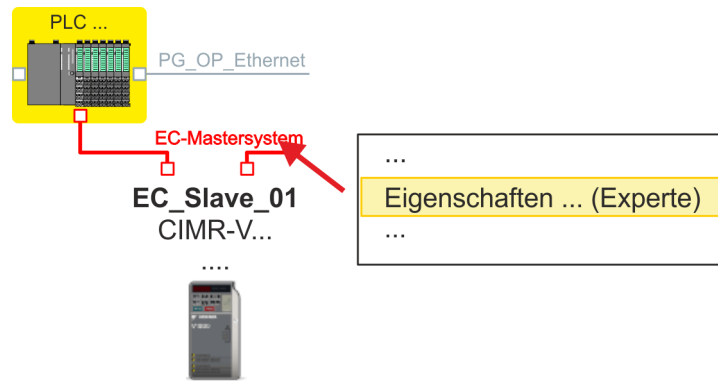 PLC ...
PG_OP_Ethernet
EC-Mastersystem
EC_Slave_01
CIMR-V...
....
...
Eigenschaften ... (Experte)
...